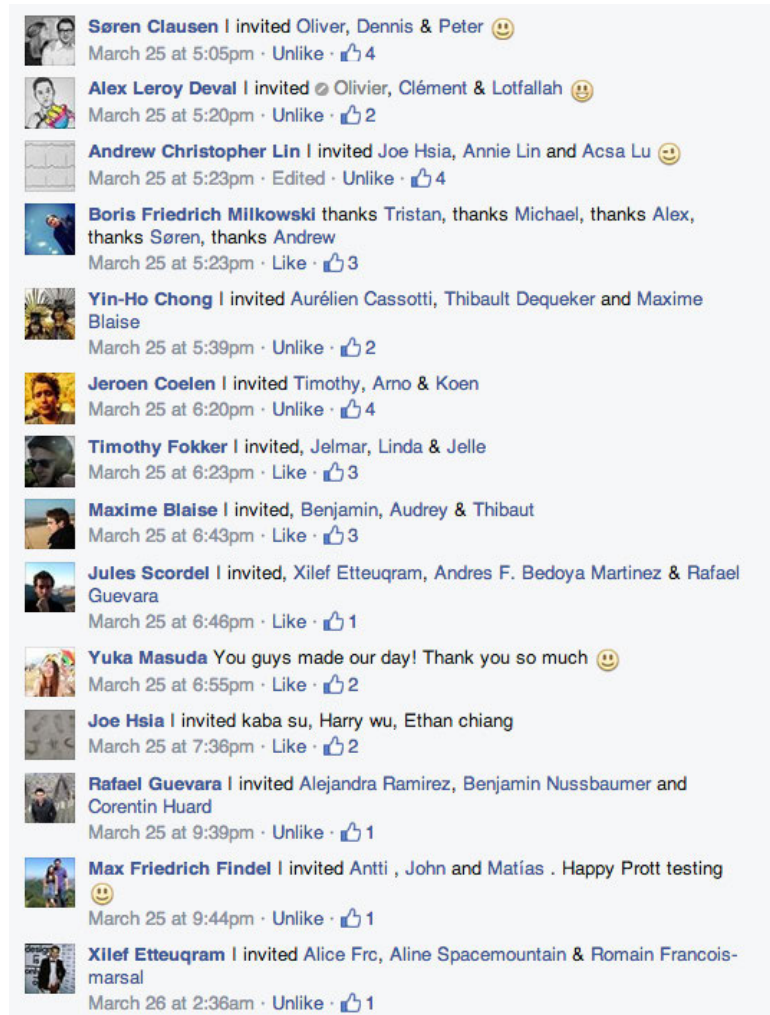 Søren Clausen I invited Oliver, Dennis & Peter
March 25 at 5:05pm · Unlike · 4
Alex Leroy Deval I invited Olivier, Clément & Lotfallah
March 25 at 5:20pm · Unlike · 2
Andrew Christopher Lin I invited Joe Hsia, Annie Lin and Acsa Lu
March 25 at 5:23pm · Edited · Unlike · 4
Boris Friedrich Milkowski thanks Tristan, thanks Michael, thanks Alex,
thanks Søren, thanks Andrew
March 25 at 5:23pm · Like · 3
Yin-Ho Chong I invited Aurélien Cassotti, Thibault Dequeker and Maxime
Blaise
March 25 at 5:39pm · Unlike · 2
Jeroen Coelen I invited Timothy, Arno & Koen
March 25 at 6:20pm · Unlike · 4
Timothy Fokker I invited, Jelmar, Linda & Jelle
March 25 at 6:23pm · Like · 3
Maxime Blaise I invited, Benjamin, Audrey & Thibaut
March 25 at 6:43pm · Like · 3
Jules Scordel I invited, Xilef Etteuqram, Andres F. Bedoya Martinez & Rafael
Guevara
March 25 at 6:46pm · Like · 1
Yuka Masuda You guys made our day! Thank you so much
March 25 at 6:55pm · Like · 2
Joe Hsia I invited kaba su, Harry wu, Ethan chiang
March 25 at 7:36pm · Like · 2
Rafael Guevara I invited Alejandra Ramirez, Benjamin Nussbaumer and
Corentin Huard
March 25 at 9:39pm · Unlike · 1
Max Friedrich Findel I invited Antti , John and Matías . Happy Prott testing
March 25 at 9:44pm · Unlike · 1
Xilef Etteuqram I invited Alice Frc, Aline Spacemountain & Romain Francois-
marsal
March 26 at 2:36am · Unlike · 1